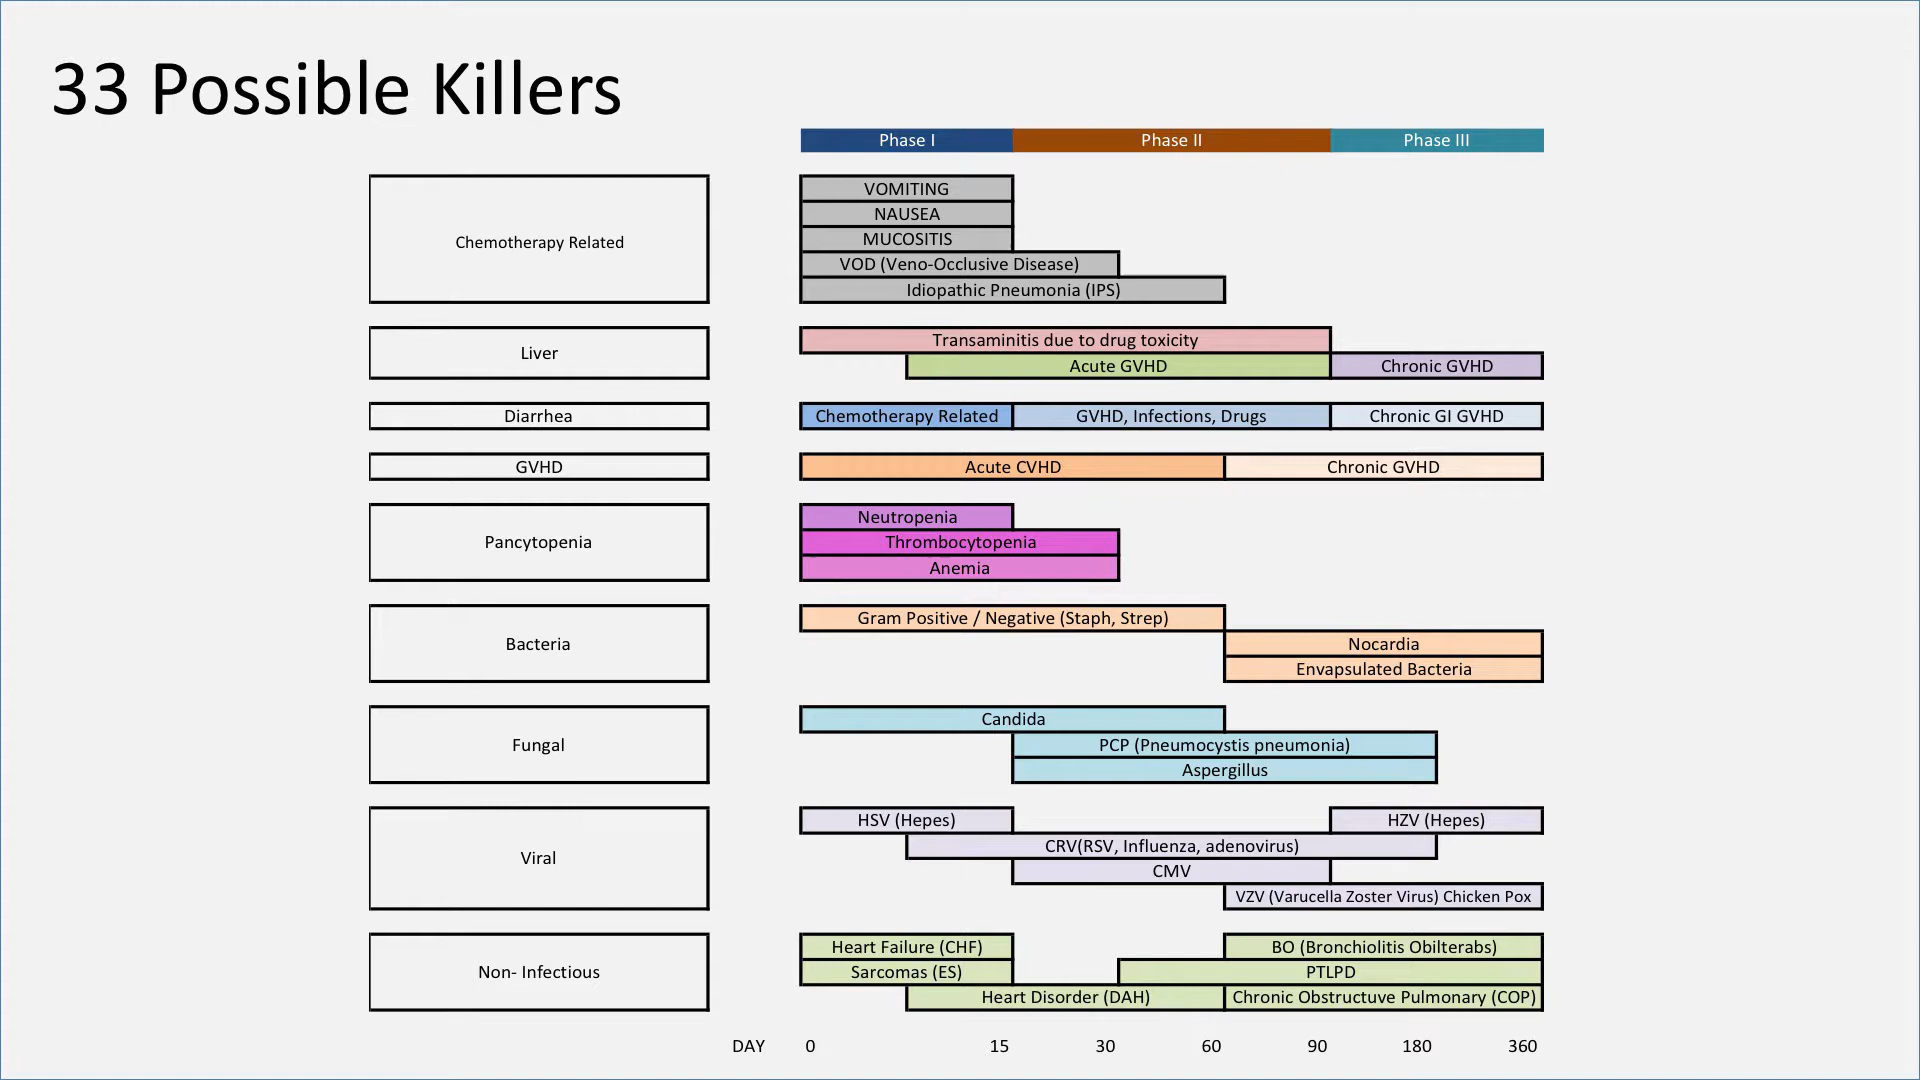 33 Possible Killers
Phase I
Phase II
Phase III
Chemotherapy Related
VOMITING
NAUSEA
MUCOSITIS
VOD (Veno-Occlusive Disease)
Idiopathic Pneumonia (IPS)
Liver
Transaminitis due to drug toxicity
Acute GVHD
Chronic GVHD
Diarrhea
Chemotherapy Related
GVHD, Infections, Drugs
Chronic GI GVHD
GVHD
Acute CVHD
Chronic GVHD
Pancytopenia
Neutropenia
Thrombocytopenia
Anemia
Bacteria
Gram Positive / Negative (Staph, Strep)
Nocardia
Envapsulated Bacteria
Fungal
Candida
PCP (Pneumocystis pneumonia)
Aspergillus
Viral
HSV (Hepes)
HZV (Hepes)
CRV(RSV, Influenza, adenovirus)
CMV
VZV (Varucella Zoster Virus) Chicken Pox
Non- Infectious
Heart Failure (CHF)
BO (Bronchiolitis Obilterabs)
Sarcomas (ES)
PTLPD
Heart Disorder (DAH)
Chronic Obstructuve Pulmonary (COP)
DAY 0 15 30 60 90 180 360